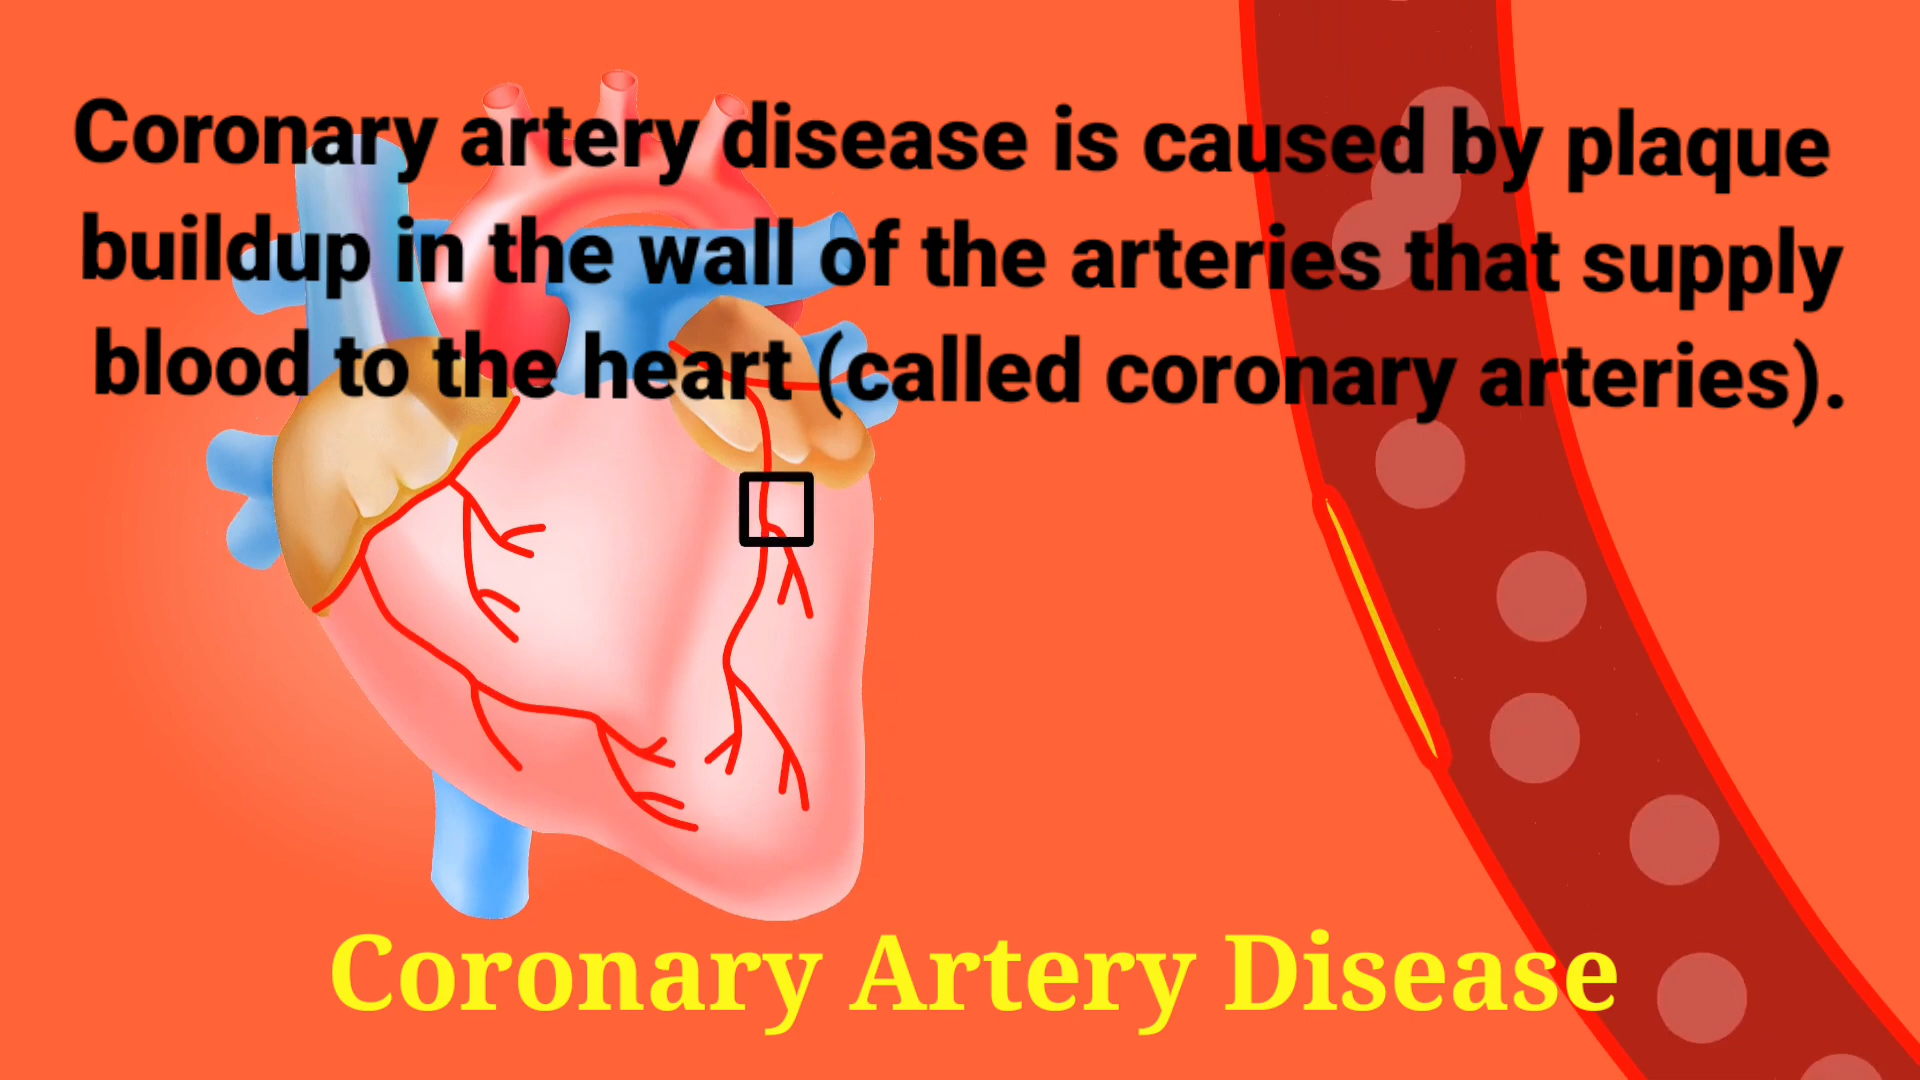 Coronary artery disease is caused by plaque
buildup in the wall of the arteries that supply
blood to the heart (called coronary arteries).
Coronary Artery Disease